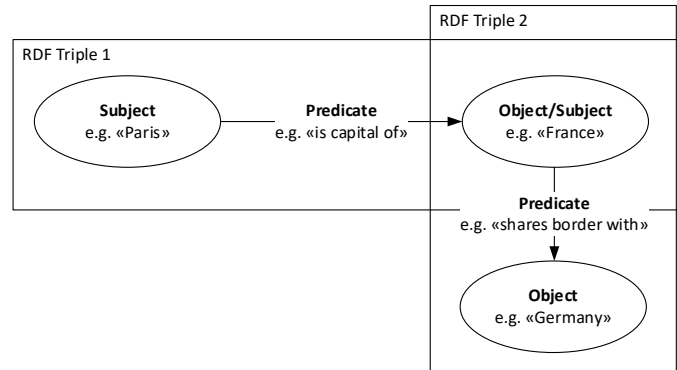 RDF Triple 2
RDF Triple 1
Subject
e.g. «Paris»
Predicate
e.g. «is capital of»
Object/Subject
e.g. «France»
Predicate
e.g. «shares border with»
Object
e.g. «Germany»